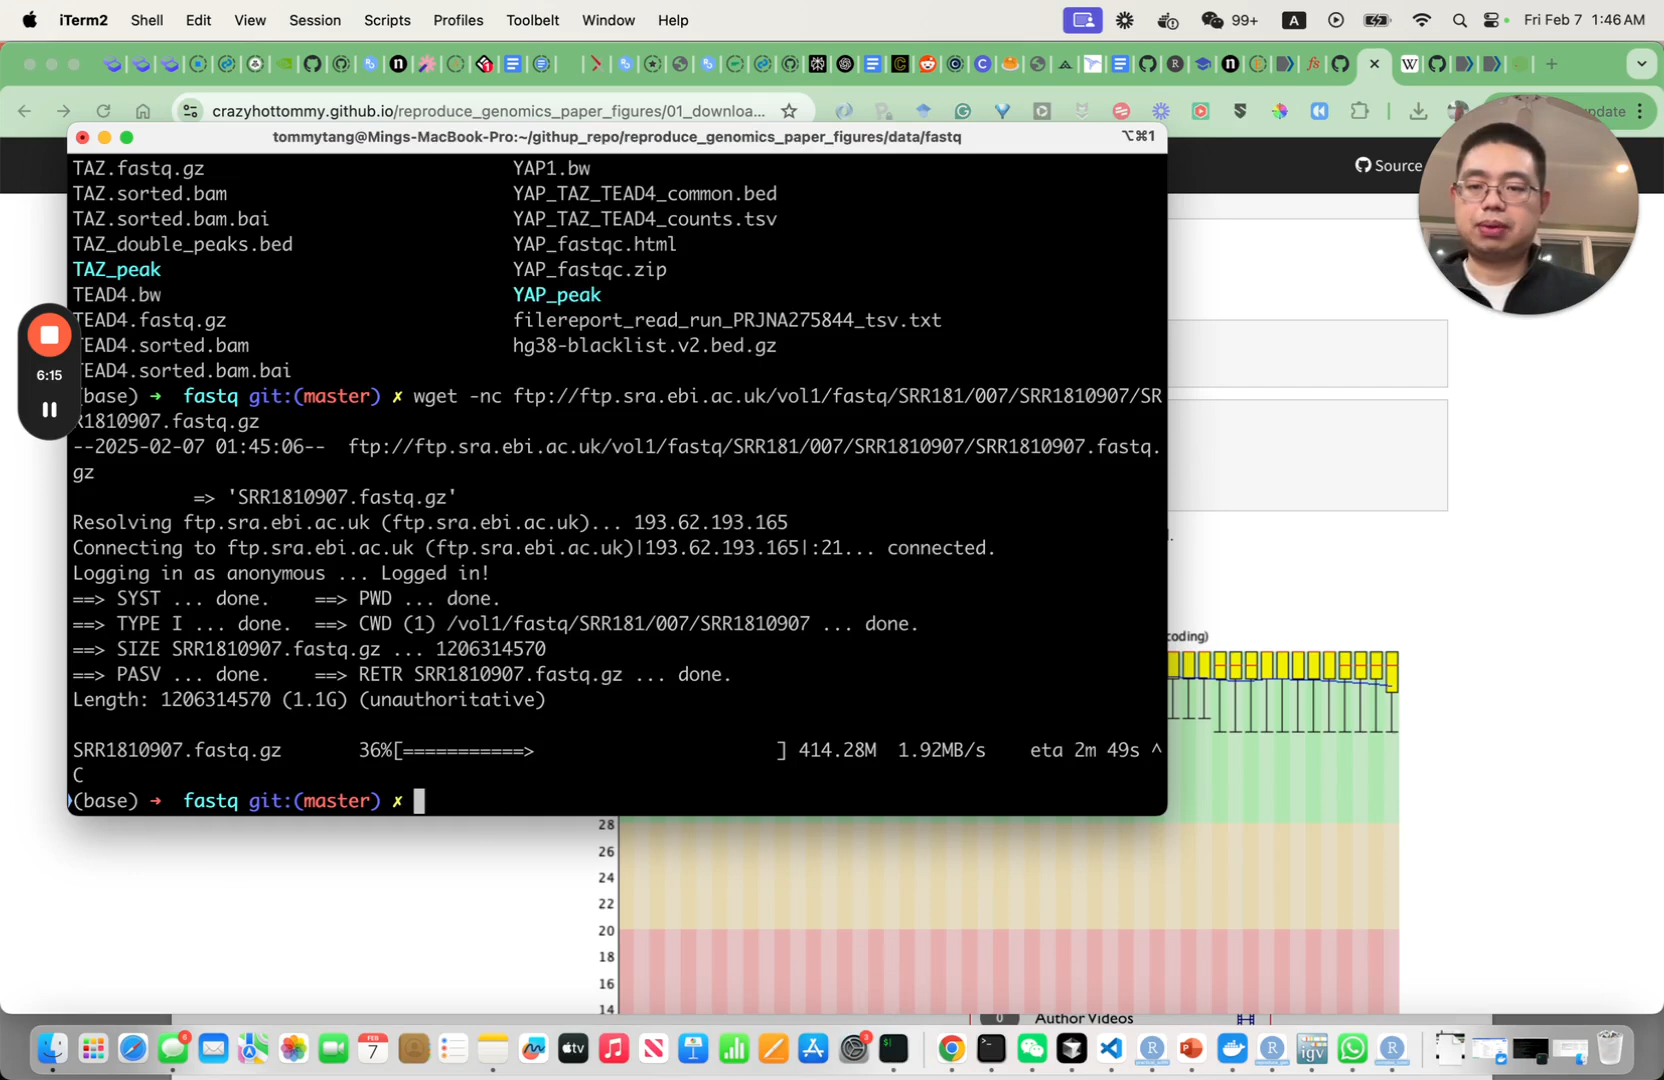 iTerm2 Shell Edit View Session Scripts Profiles Toolbelt Window Help 99+ A Fri Feb 7 1:46 AM
crazyhottommy.github.io/reproduce_genomics_paper_figures/01_downloa... update
tommytang@Mings-MacBook-Pro:~/githup_repo/reproduce_genomics_paper_figures/data/fastq ⌥⌘1
Source
TAZ.fastq.gz YAP1.bw
TAZ.sorted.bam YAP_TAZ_TEAD4_common.bed
TAZ.sorted.bam.bai YAP_TAZ_TEAD4_counts.tsv
TAZ_double_peaks.bed YAP_fastqc.html
TAZ_peak YAP_fastqc.zip
TEAD4.bw YAP_peak
TEAD4.fastq.gz filereport_read_run_PRJNA275844_tsv.txt
TEAD4.sorted.bam hg38-blacklist.v2.bed.gz
TEAD4.sorted.bam.bai
(base) ➜ fastq git:(master) ✗ wget -nc ftp://ftp.sra.ebi.ac.uk/vol1/fastq/SRR181/007/SRR1810907/SR
R1810907.fastq.gz
--2025-02-07 01:45:06-- ftp://ftp.sra.ebi.ac.uk/vol1/fastq/SRR181/007/SRR1810907/SRR1810907.fastq.
gz
=> 'SRR1810907.fastq.gz'
Resolving ftp.sra.ebi.ac.uk (ftp.sra.ebi.ac.uk)... 193.62.193.165
Connecting to ftp.sra.ebi.ac.uk (ftp.sra.ebi.ac.uk)|193.62.193.165|:21... connected.
Logging in as anonymous ... Logged in!
==> SYST ... done. ==> PWD ... done.
==> TYPE I ... done. ==> CWD (1) /vol1/fastq/SRR181/007/SRR1810907 ... done.
==> SIZE SRR1810907.fastq.gz ... 1206314570
==> PASV ... done. ==> RETR SRR1810907.fastq.gz ... done.
Length: 1206314570 (1.1G) (unauthoritative)
SRR1810907.fastq.gz 36%[===========> ] 414.28M 1.92MB/s eta 2m 49s ^
C
(base) ➜ fastq git:(master) ✗
6:15
coding)
28
26
24
22
20
18
16
14
0 Author Videos
FEB
7
tv
igv